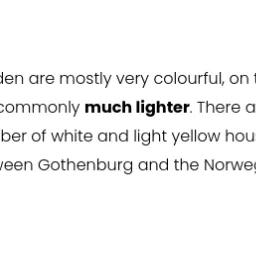 den are mostly very colourful, on t
commonly much lighter. There a
ber of white and light yellow hou
ween Gothenburg and the Norweg